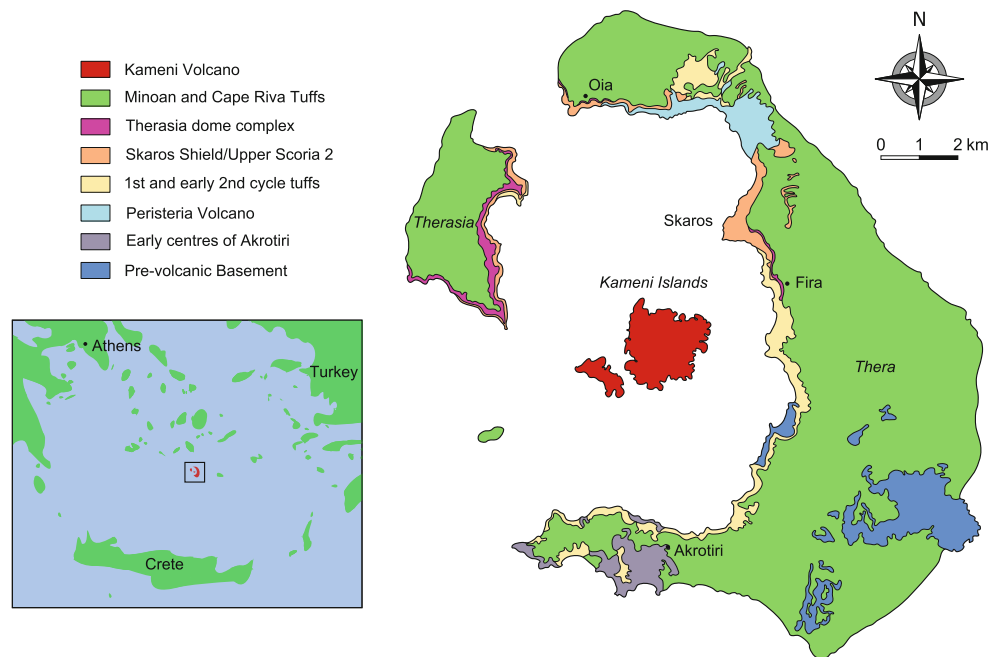 Kameni Volcano
Minoan and Cape Riva Tuffs
Therasia dome complex
Skaros Shield/Upper Scoria 2
1st and early 2nd cycle tuffs
Peristeria Volcano
Early centres of Akrotiri
Pre-volcanic Basement
N
0 1 2 km
Oia
Therasia
Skaros
Kameni Islands
Fira
Thera
Akrotiri
Athens
Turkey
Crete